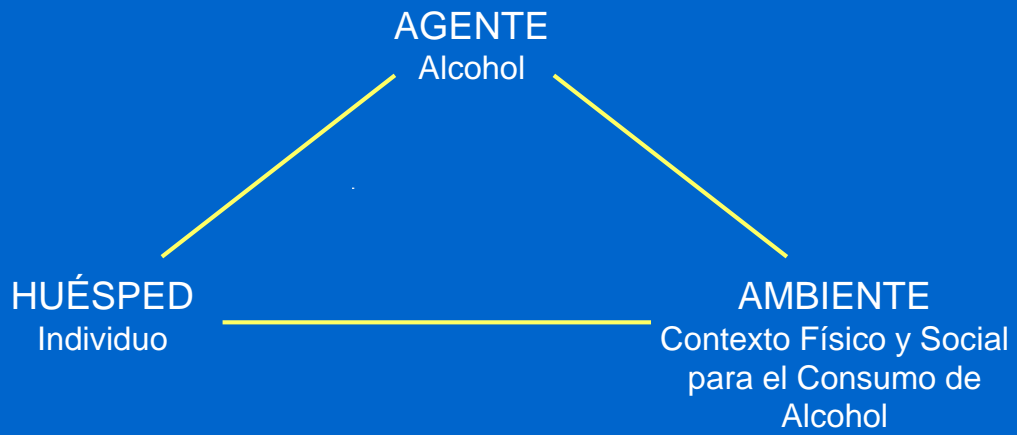 AGENTE
Alcohol
HUÉSPED
Individuo
AMBIENTE
Contexto Físico y Social
para el Consumo de
Alcohol